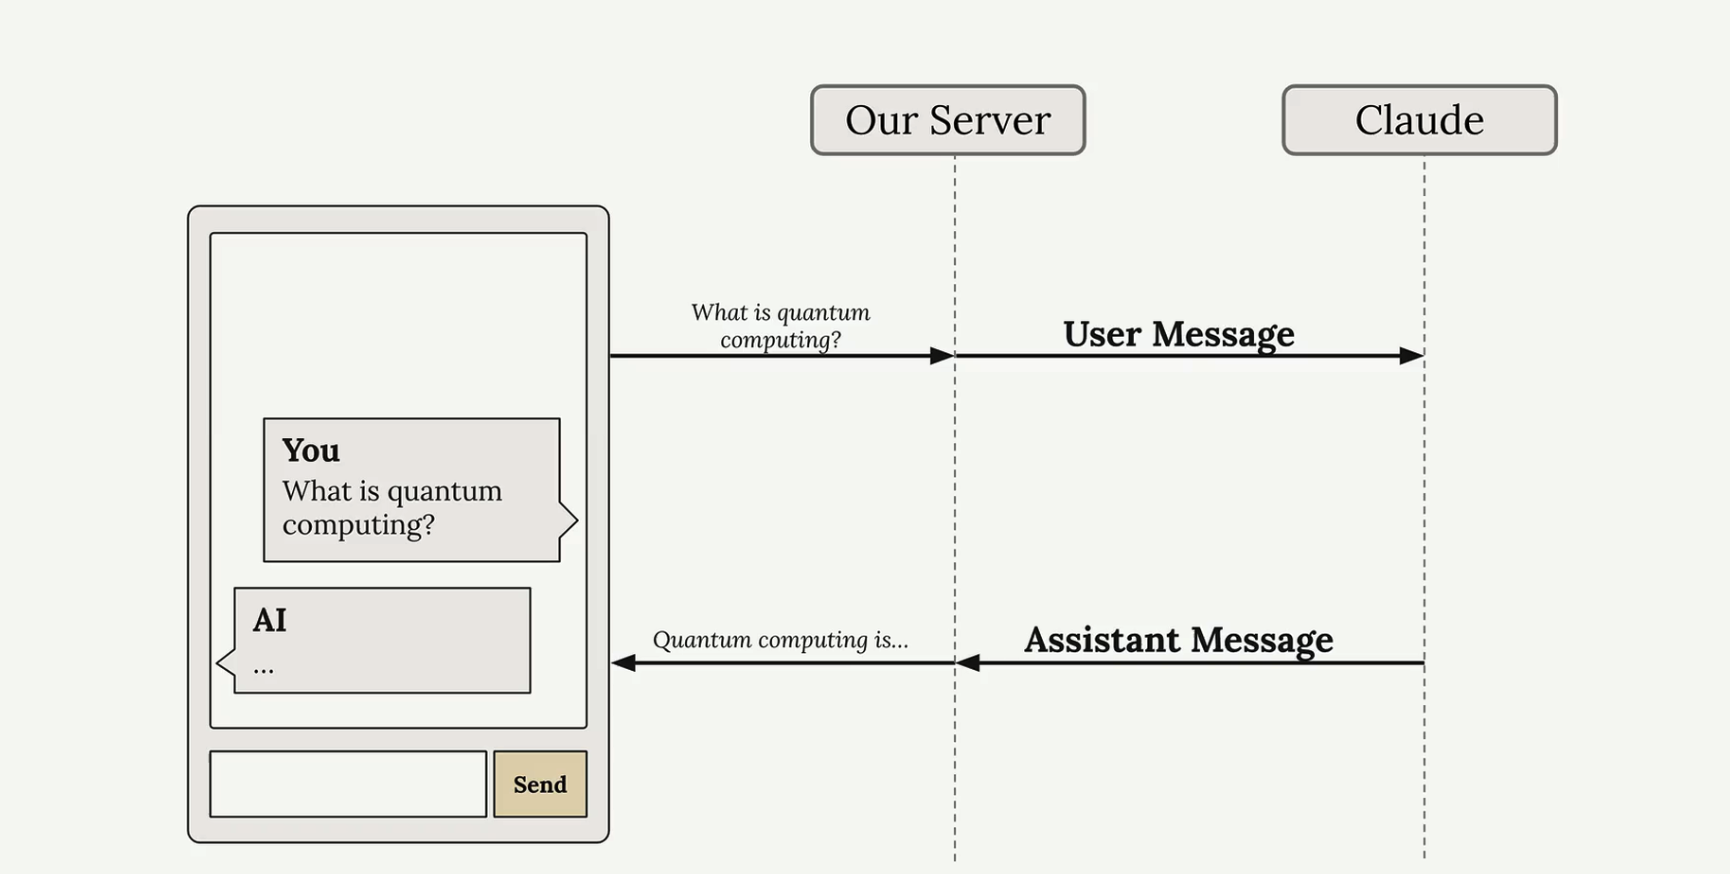 Our Server
Claude
What is quantum
computing?
User Message
You
What is quantum
computing?
AI
...
Quantum computing is...
Assistant Message
Send